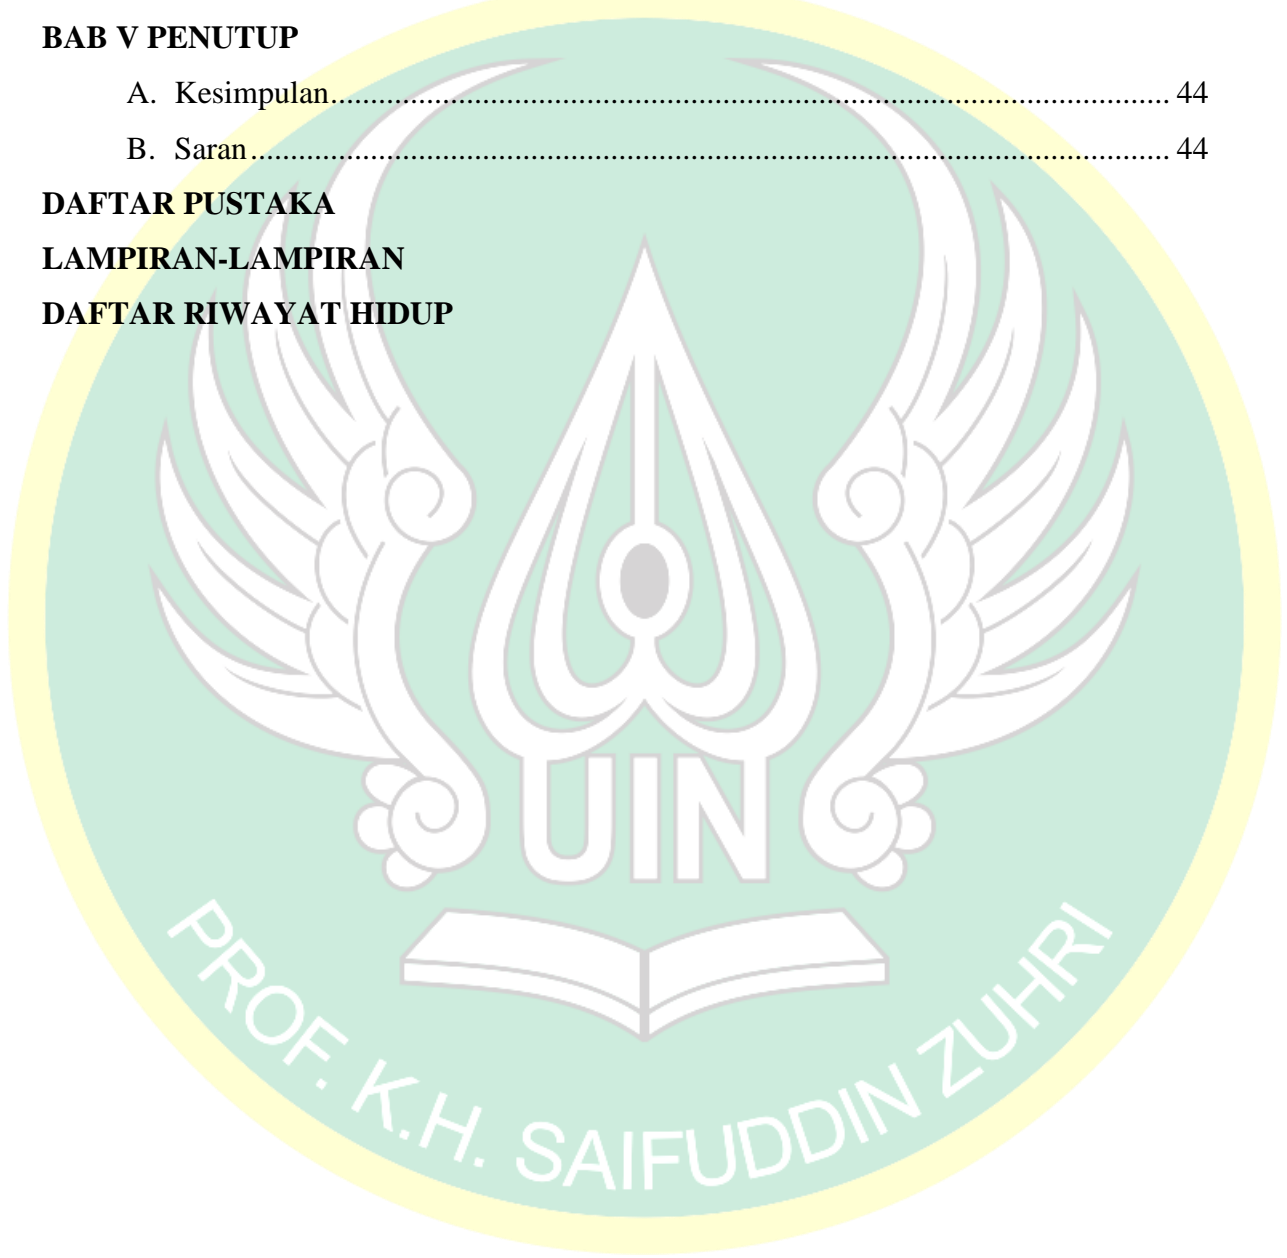 BAB V PENUTUP
A. Kesimpulan........................................................................................................ 44
B. Saran.................................................................................................................. 44
DAFTAR PUSTAKA
LAMPIRAN-LAMPIRAN
DAFTAR RIWAYAT HIDUP
UIN
PROF. K.H. SAIFUDDIN ZUHRI